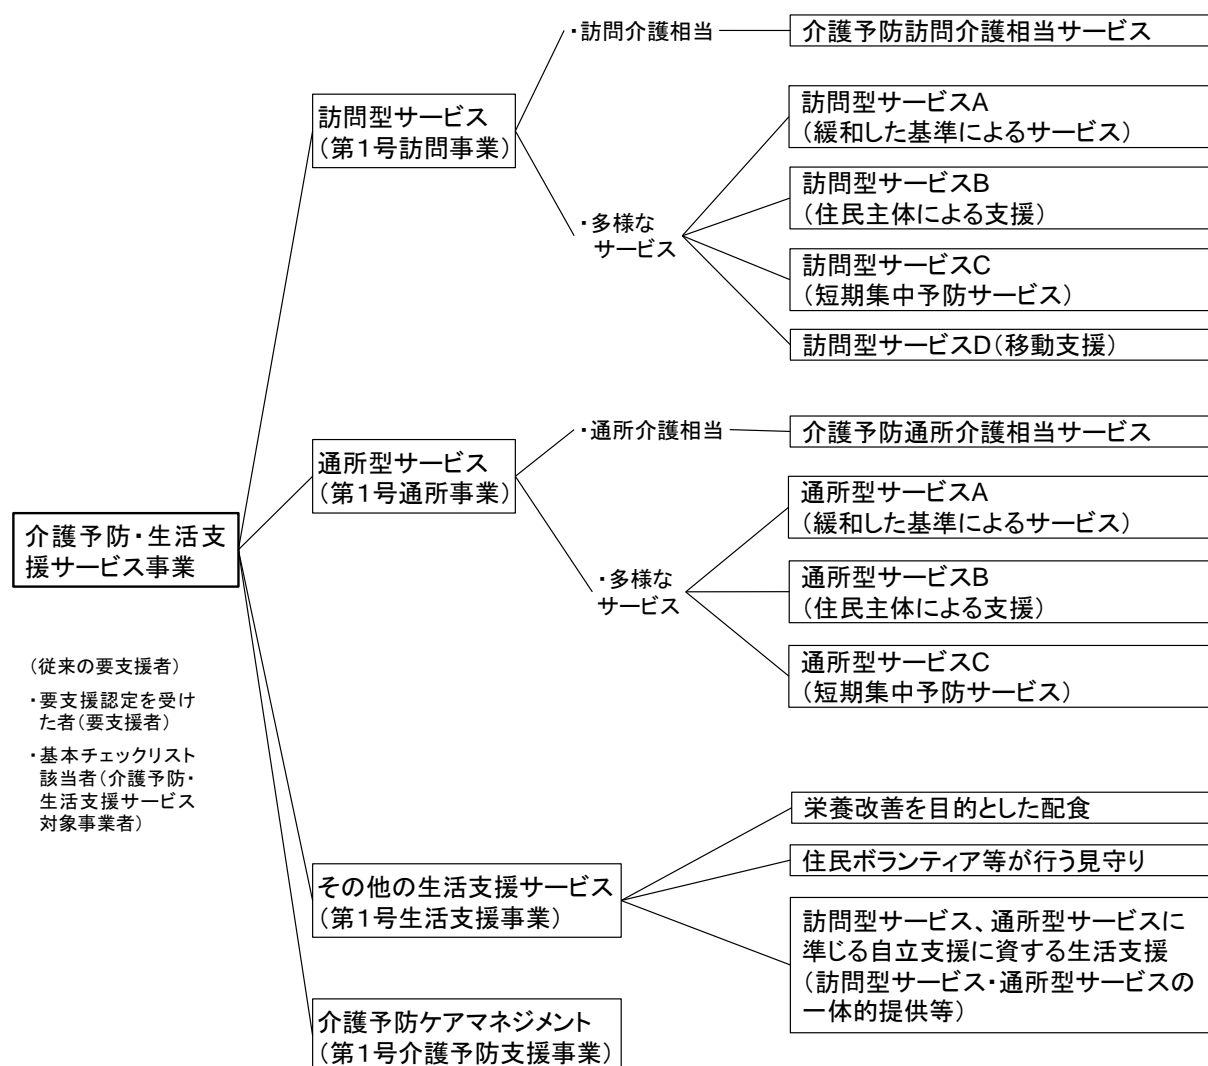 ・訪問介護相当
介護予防訪問介護相当サービス
訪問型サービス
(第1号訪問事業)
訪問型サービスA
(緩和した基準によるサービス)
訪問型サービスB
(住民主体による支援)
・多様な
サービス
訪問型サービスC
(短期集中予防サービス)
訪問型サービスD(移動支援)
・通所介護相当
介護予防通所介護相当サービス
通所型サービス
(第1号通所事業)
通所型サービスA
(緩和した基準によるサービス)
介護予防・生活支
援サービス事業
・多様な
サービス
通所型サービスB
(住民主体による支援)
通所型サービスC
(短期集中予防サービス)
(従来の要支援者)
・要支援認定を受け
た者(要支援者)
・基本チェックリスト
該当者(介護予防・
生活支援サービス
対象事業者)
栄養改善を目的とした配食
住民ボランティア等が行う見守り
その他の生活支援サービス
(第1号生活支援事業)
訪問型サービス、通所型サービスに
準じる自立支援に資する生活支援
(訪問型サービス・通所型サービスの
一体的提供等)
介護予防ケアマネジメント
(第1号介護予防支援事業)